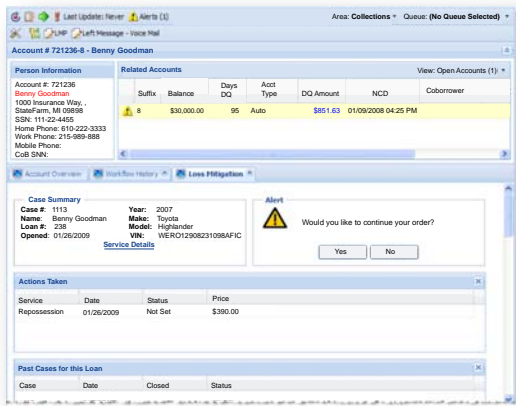 Last Update: Never Alerts (1) Area: Collections Queue: (No Queue Selected)
LMP Left Message - Voice Mail
Account # 721236-8 - Benny Goodman
Person Information
Account #: 721236
Benny Goodman
1000 Insurance Way, ,
StateFarm, MI 09898
SSN: 111-22-4455
Home Phone: 610-222-3333
Work Phone: 215-989-888
Mobile Phone:
CoB SNN:
Related Accounts View: Open Accounts (1)
Suffix Balance Days DQ Acct Type DQ Amount NCD Coborrower
8 $30,000.00 95 Auto $851.63 01/09/2008 04:25 PM
Account Overview Workflow History Loss Mitigation
Case Summary
Case #: 1113 Year: 2007
Name: Benny Goodman Make: Toyota
Loan #: 238 Model: Highlander
Opened: 01/26/2009 VIN: WERO12908231098AFIC
Service Details
Alert
Would you like to continue your order?
Yes No
Actions Taken
Service Date Status Price
Repossession 01/26/2009 Not Set $390.00
Past Cases for this Loan
Case Date Closed Status